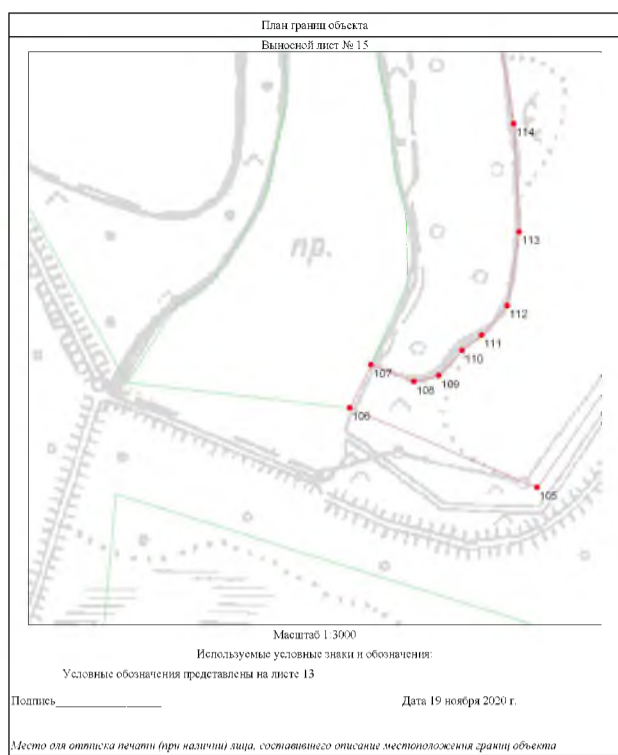 План границ объекта
Выносной лист № 15
114
пр.
113
112
111
110
107
109
108
106
105
Масштаб 1:3000
Используемые условные знаки и обозначения:
Условные обозначения представлены на листе 13
Подпись____________________ Дата 19 ноября 2020 г.
Место для оттиска печати (при наличии) лица, составившего описание местоположения границ объекта